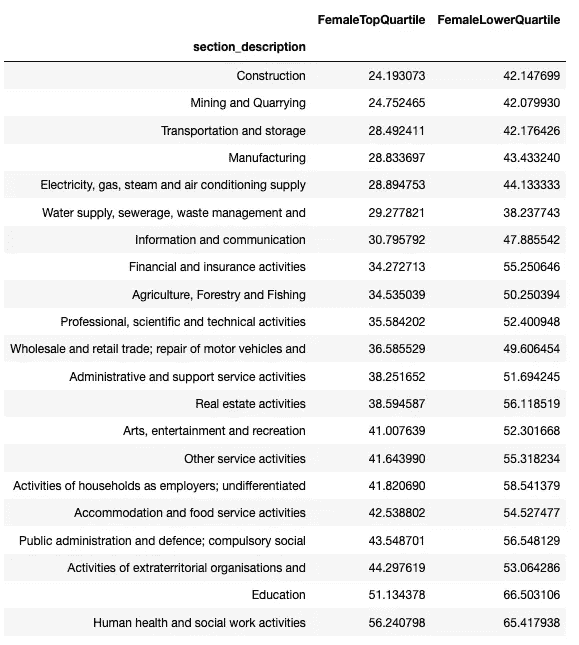 FemaleTopQuartile FemaleLowerQuartile
section_description
Construction 24.193073 42.147699
Mining and Quarrying 24.752465 42.079930
Transportation and storage 28.492411 42.176426
Manufacturing 28.833697 43.433240
Electricity, gas, steam and air conditioning supply 28.894753 44.133333
Water supply, sewerage, waste management and 29.277821 38.237743
Information and communication 30.795792 47.885542
Financial and insurance activities 34.272713 55.250646
Agriculture, Forestry and Fishing 34.535039 50.250394
Professional, scientific and technical activities 35.584202 52.400948
Wholesale and retail trade; repair of motor vehicles and 36.585529 49.606454
Administrative and support service activities 38.251652 51.694245
Real estate activities 38.594587 56.118519
Arts, entertainment and recreation 41.007639 52.301668
Other service activities 41.643990 55.318234
Activities of households as employers; undifferentiated 41.820690 58.541379
Accommodation and food service activities 42.538802 54.527477
Public administration and defence; compulsory social 43.548701 56.548129
Activities of extraterritorial organisations and 44.297619 53.064286
Education 51.134378 66.503106
Human health and social work activities 56.240798 65.417938